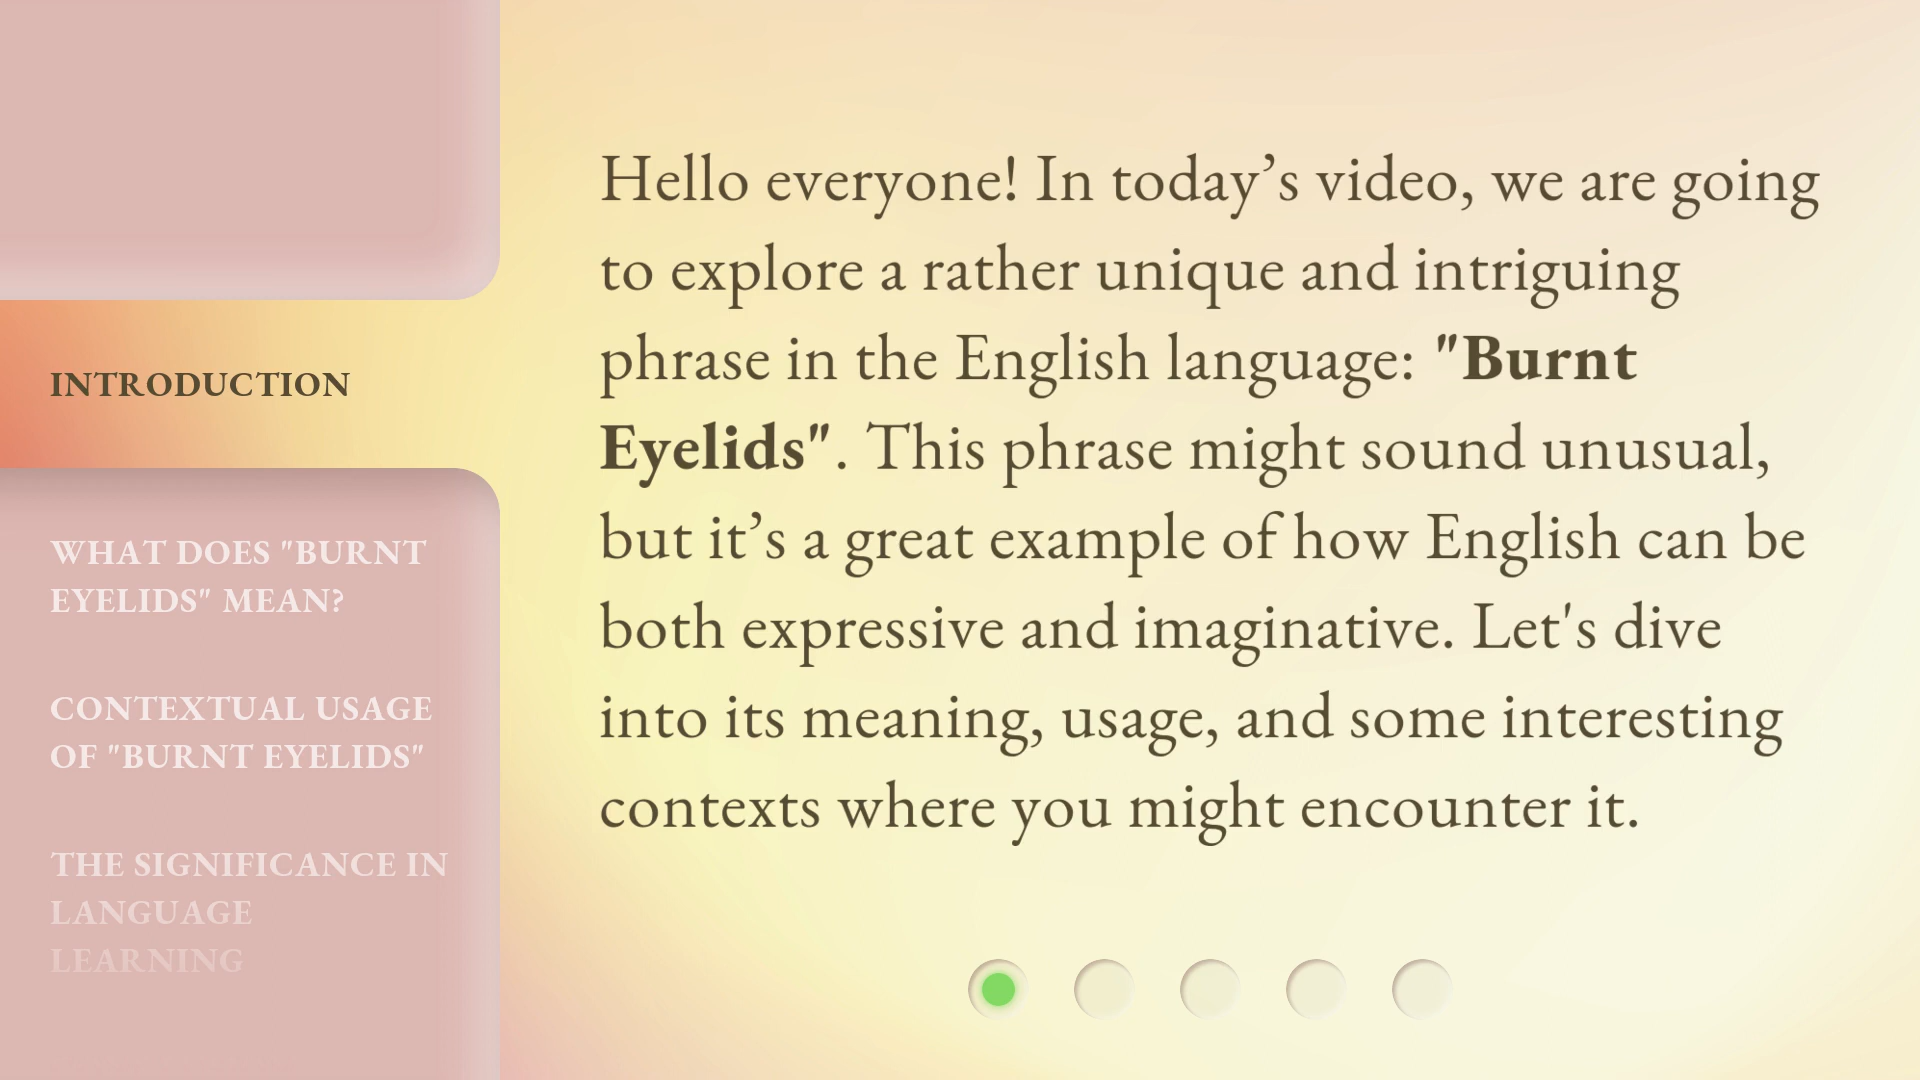 INTRODUCTION
WHAT DOES "BURNT
EYELIDS" MEAN?
CONTEXTUAL USAGE
OF "BURNT EYELIDS"
THE SIGNIFICANCE IN
LANGUAGE
LEARNING
Hello everyone! In today’s video, we are going
to explore a rather unique and intriguing
phrase in the English language: "Burnt
Eyelids". This phrase might sound unusual,
but it’s a great example of how English can be
both expressive and imaginative. Let's dive
into its meaning, usage, and some interesting
contexts where you might encounter it.